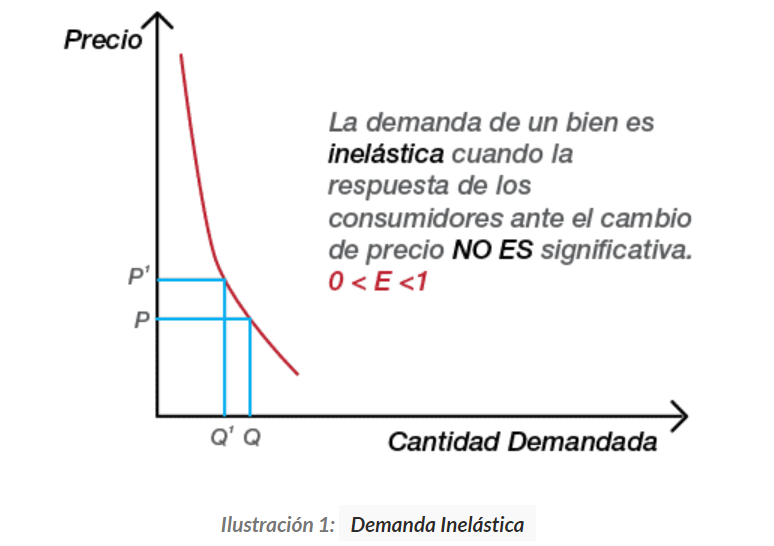 Precio
La demanda de un bien es
inelástica cuando la
respuesta de los
consumidores ante el cambio
de precio NO ES significativa.
0 < E <1
P¹
P
Q¹ Q
Cantidad Demandada
Ilustración 1: Demanda Inelástica